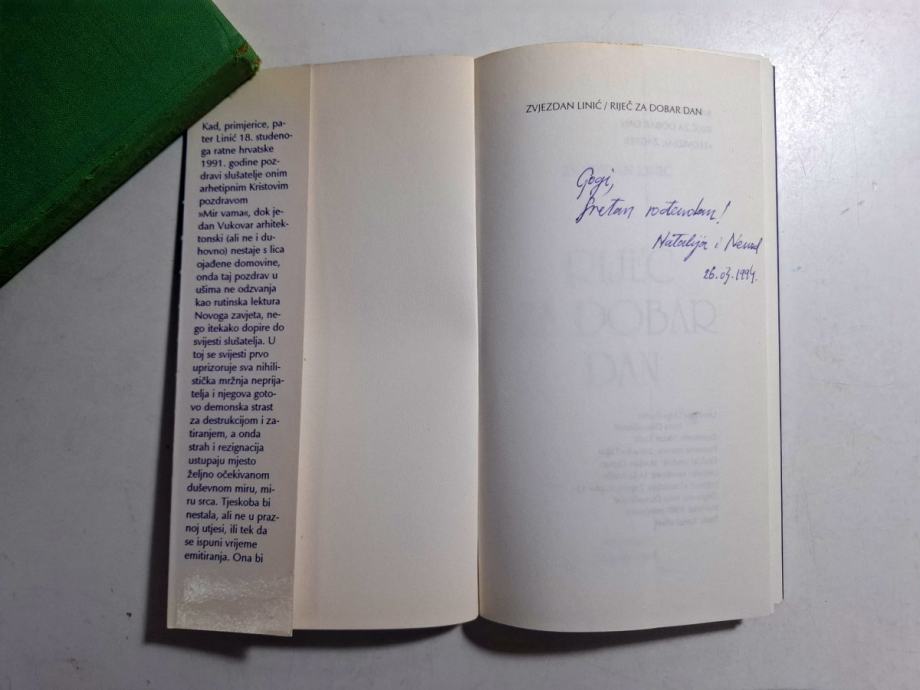 Kad, primjerice, pa-
ter Linić 18. studeno-
ga ratne hrvatske
1991. godine poz-
dravi slušatelje onim
arhetipnim Kristovim
pozdravom
»Mir vama«, dok je-
dan Vukovar arhitek-
tonski (ali ne i du-
hovno) nestaje s lica
ojađene domovine,
onda taj pozdrav u
ušima ne odzvanja
kao rutinska lektura
Novoga zavjeta, ne-
go itekako dopire do
svijesti slušatelja. U
toj se svijesti prvo
uprizoruje sva nihili-
stička mržnja neprija-
telja i njegova goto-
vo demonska strast
za destrukcijom i za-
tiranjem, a onda
strah i rezignacija
ustupaju mjesto
željno očekivanom
duševnom miru, mi-
ru srca. Tjeskoba bi
nestala, ali ne u praz-
noj utjesi, ili tek da
se ispuni vrijeme
emitiranja. Ona bi
ZVJEZDAN LINIĆ / RIJEČ ZA DOBAR DAN
Gogi,
Sretan rođendan!
Natalija i Nenad
26.03.1994.
DOBAR
DAN